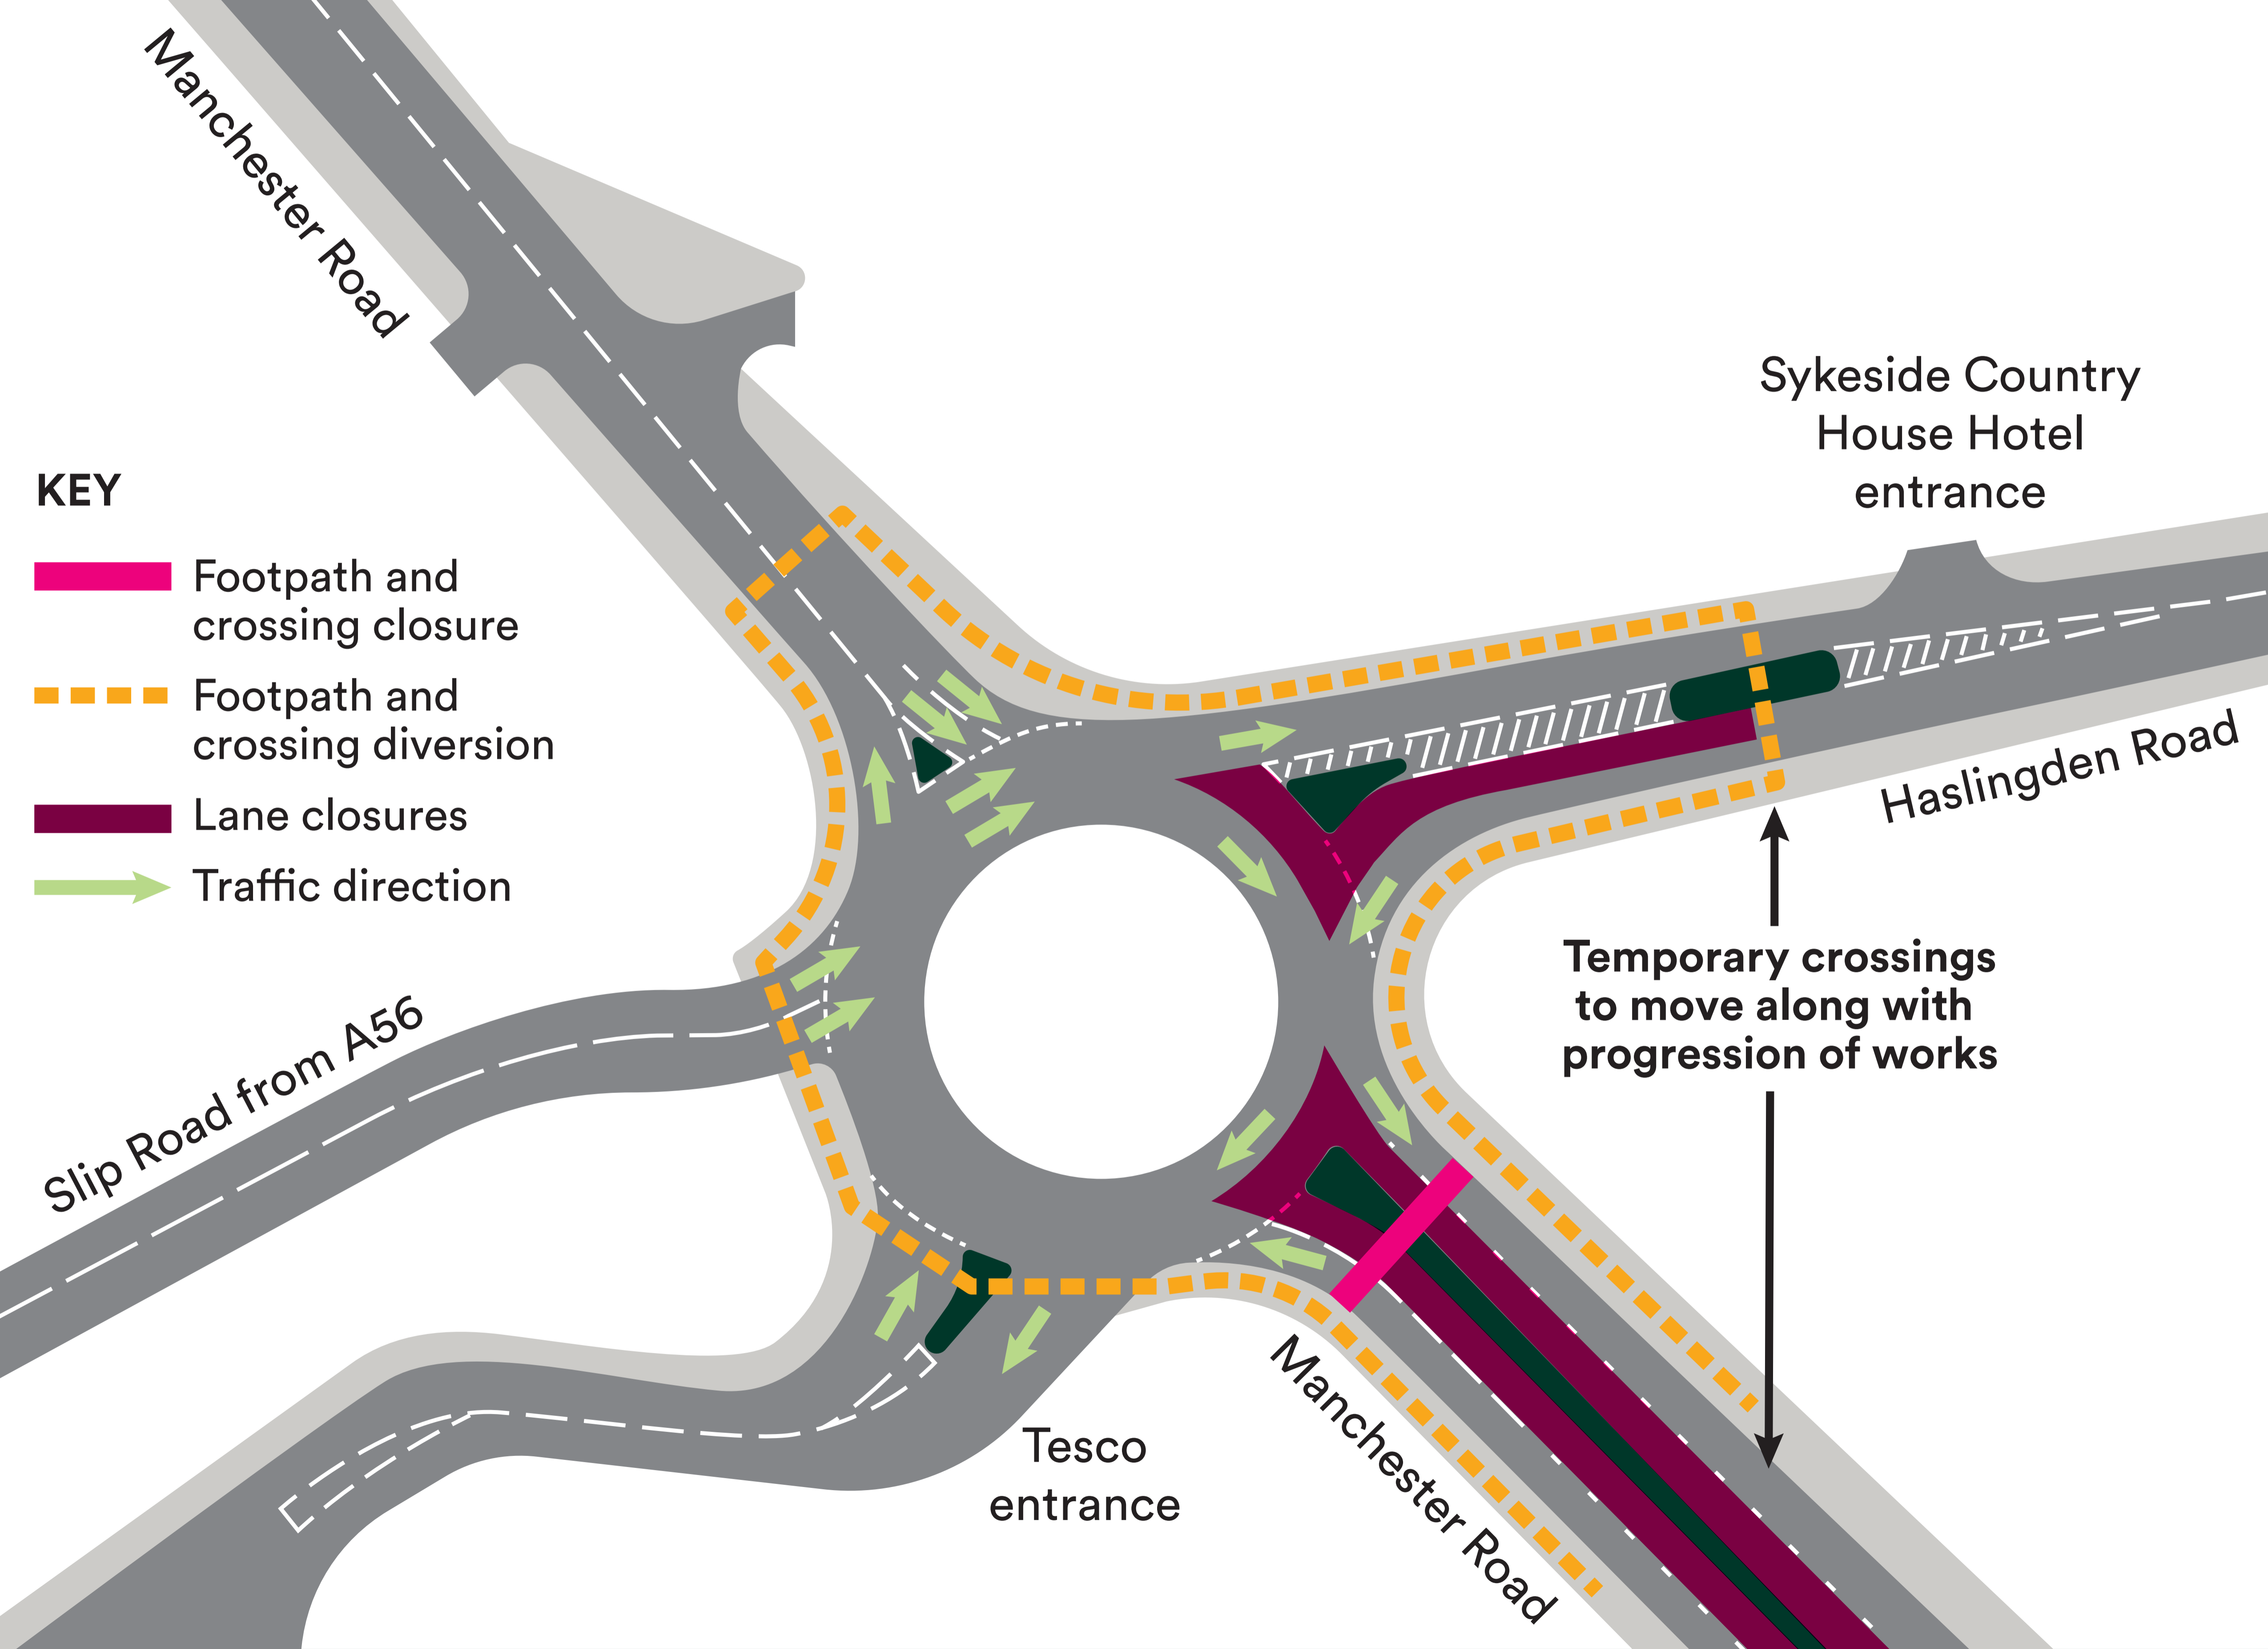 Manchester Road
KEY
Footpath and
crossing closure
Footpath and
crossing diversion
Lane closures
Traffic direction
Sykeside Country
House Hotel
entrance
Haslingden Road
Temporary crossings
to move along with
progression of works
Slip Road from A56
Tesco
entrance
Manchester Road